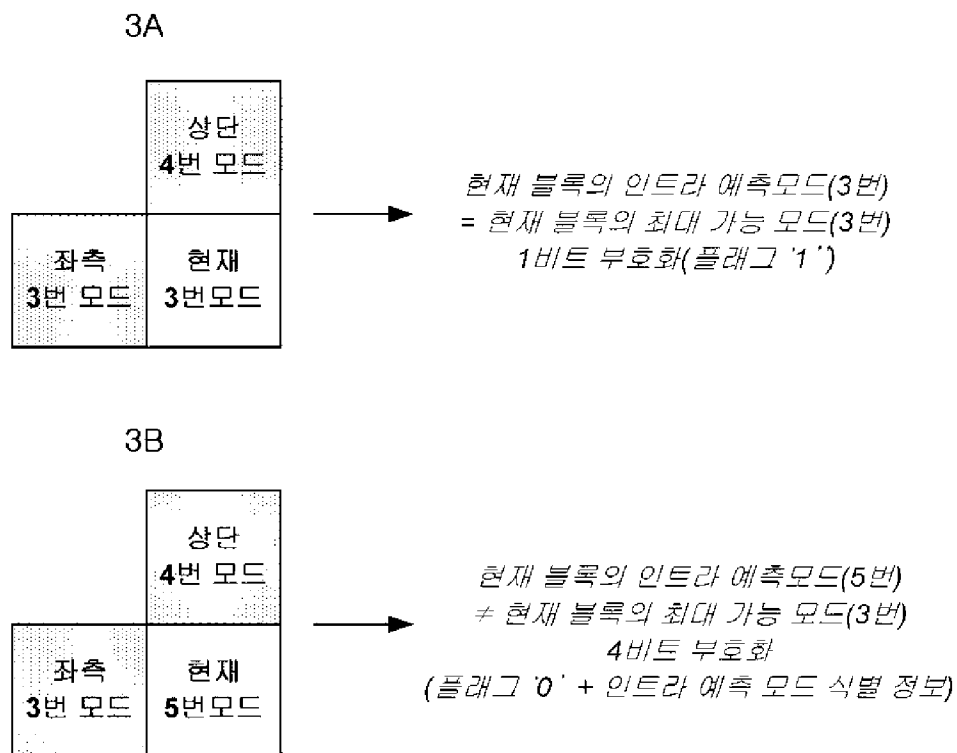 3A
상단
4번 모드
좌측
3번 모드
현재
3번모드
현재 블록의 인트라 예측모드(3번)
= 현재 블록의 최대 가능 모드(3번)
1비트 부호화(플래그 '1')
3B
상단
4번 모드
좌측
3번 모드
현재
5번모드
현재 블록의 인트라 예측모드(5번)
≠ 현재 블록의 최대 가능 모드(3번)
4비트 부호화
(플래그 '0' + 인트라 예측 모드 식별 정보)